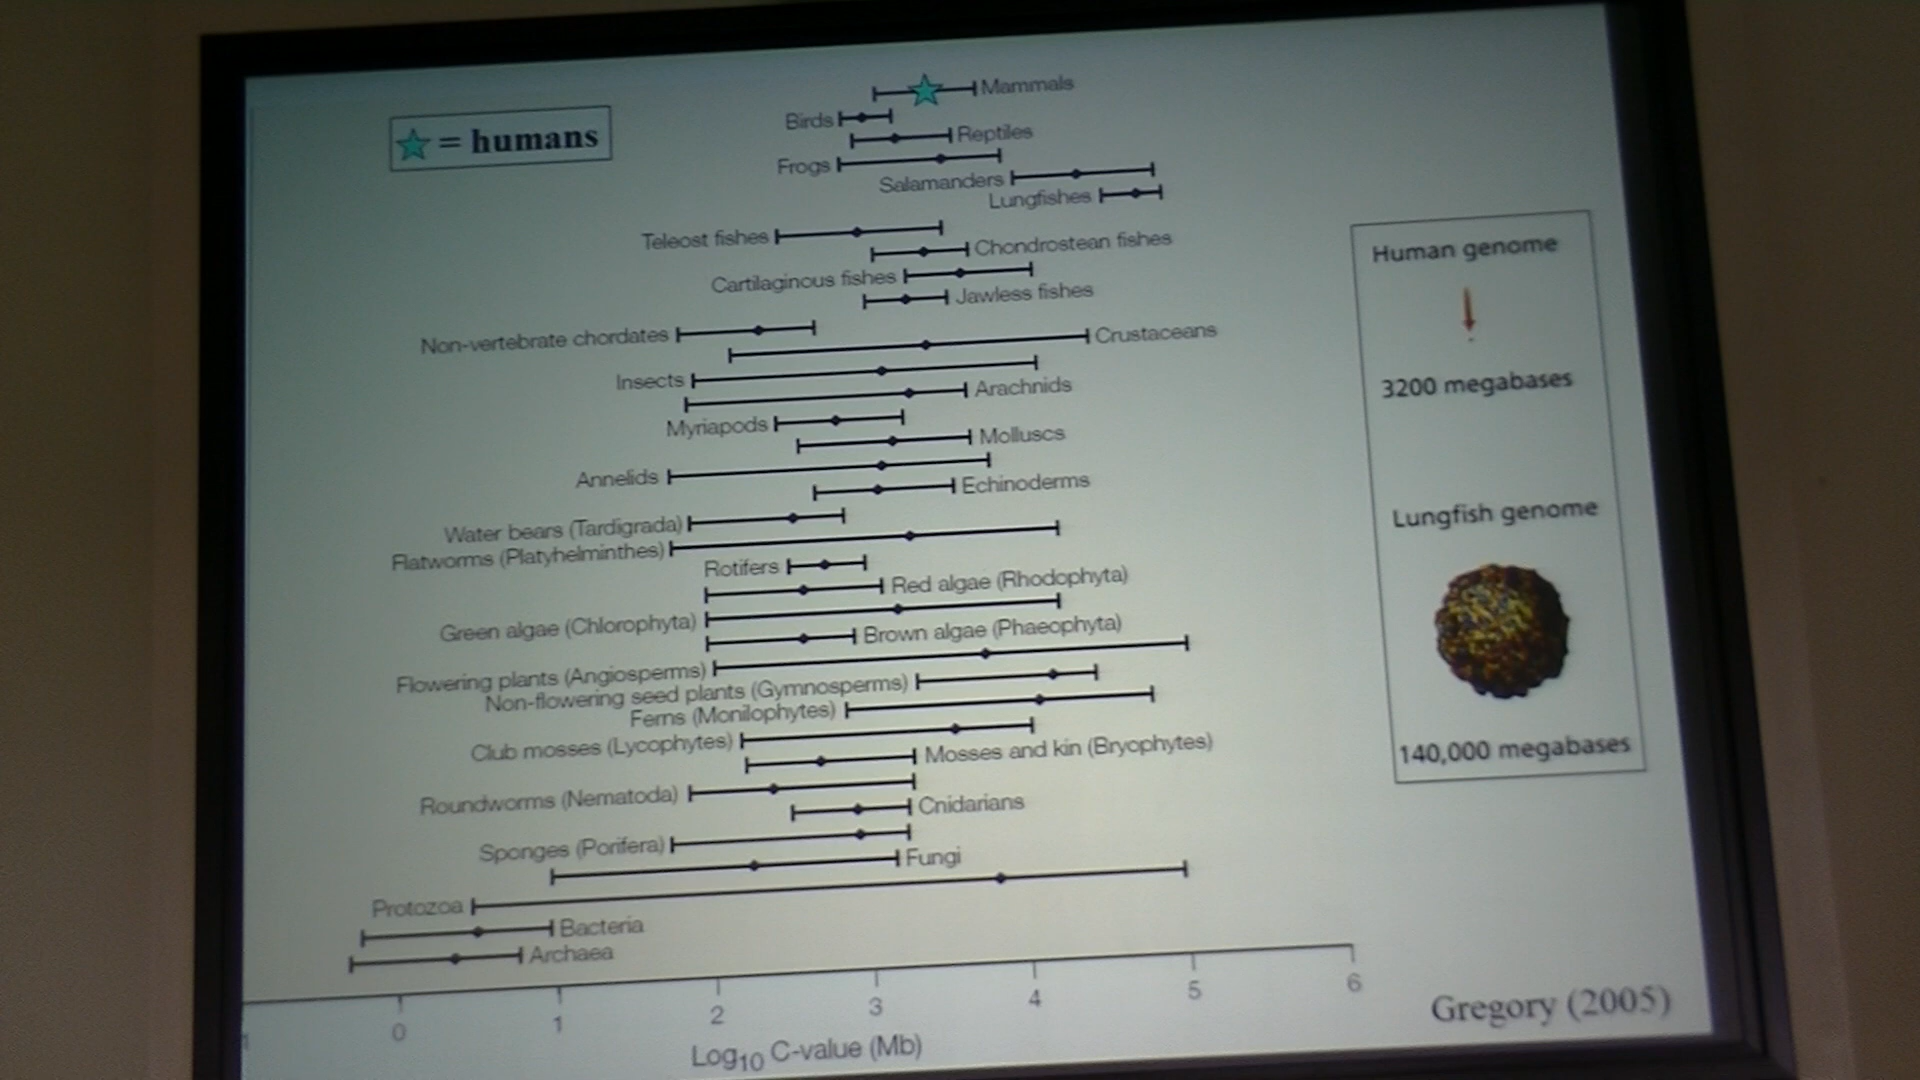 = humans
Mammals
Birds
Reptiles
Frogs
Salamanders
Lungfishes
Teleost fishes
Chondrostean fishes
Cartilaginous fishes
Jawless fishes
Non-vertebrate chordates
Crustaceans
Insects
Arachnids
Myriapods
Molluscs
Annelids
Echinoderms
Water bears (Tardigrada)
Flatworms (Platyhelminthes)
Rotifers
Red algae (Rhodophyta)
Green algae (Chlorophyta)
Brown algae (Phaeophyta)
Flowering plants (Angiosperms)
Non-flowering seed plants (Gymnosperms)
Ferns (Monilophytes)
Club mosses (Lycophytes)
Mosses and kin (Bryophytes)
Roundworms (Nematoda)
Cnidarians
Sponges (Porifera)
Fungi
Protozoa
Bacteria
Archaea
1 0 1 2 3 4 5 6
Log10 C-value (Mb)
Human genome
3200 megabases
Lungfish genome
140,000 megabases
Gregory (2005)